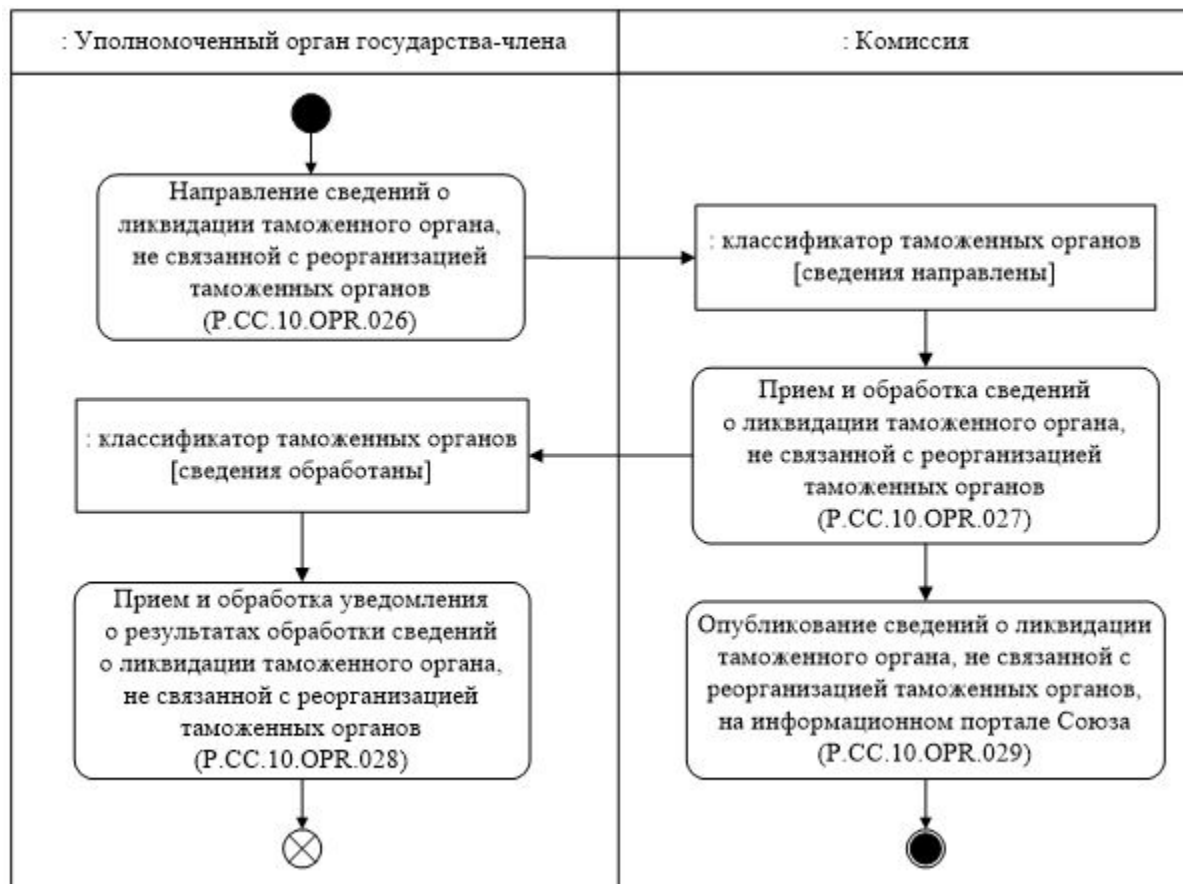 : Уполномоченный орган государства-члена
: Комиссия
Направление сведений о
ликвидации таможенного органа,
не связанной с реорганизацией
таможенных органов
(P.CC.10.OPR.026)
: классификатор таможенных органов
[сведения направлены]
Прием и обработка сведений
о ликвидации таможенного органа,
не связанной с реорганизацией
таможенных органов
(P.CC.10.OPR.027)
: классификатор таможенных органов
[сведения обработаны]
Прием и обработка уведомления
о результатах обработки сведений
о ликвидации таможенного органа,
не связанной с реорганизацией
таможенных органов
(P.CC.10.OPR.028)
Опубликование сведений о ликвидации
таможенного органа, не связанной с
реорганизацией таможенных органов,
на информационном портале Союза
(P.CC.10.OPR.029)